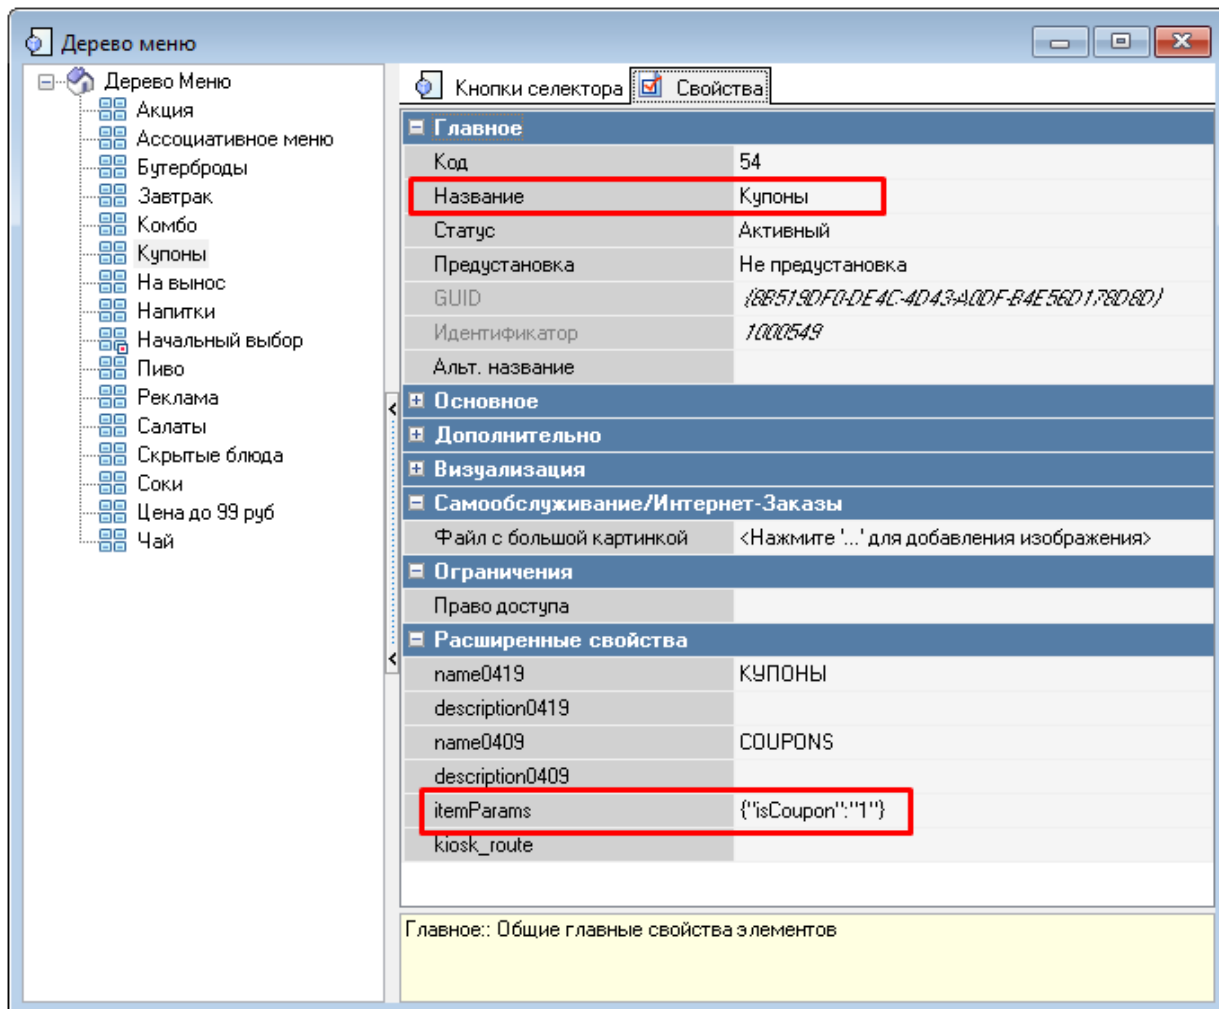 Дерево меню
Дерево Меню
Акция
Ассоциативное меню
Бутерброды
Завтрак
Комбо
Купоны
На вынос
Напитки
Начальный выбор
Пиво
Реклама
Салаты
Скрытые блюда
Соки
Цена до 99 руб
Чай
Кнопки селектора Свойства
Главное
Код 54
Название Купоны
Статус Активный
Предустановка Не предустановка
GUID {8B519DF0-DE4C-4D43-A0DF-B4E56D178D8D}
Идентификатор 1000549
Альт. название
Основное
Дополнительно
Визуализация
Самообслуживание/Интернет-Заказы
Файл с большой картинкой <Нажмите '...' для добавления изображения>
Ограничения
Право доступа
Расширенные свойства
name0419 КУПОНЫ
description0419
name0409 COUPONS
description0409
itemParams {"isCoupon":"1"}
kiosk_route
Главное:: Общие главные свойства элементов